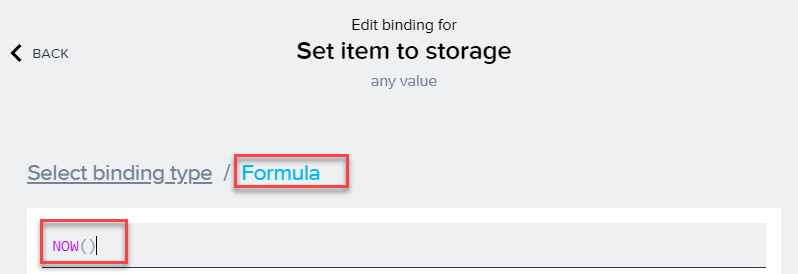 Edit binding for
Set item to storage
BACK
any value
Select binding type / Formula
NOW()